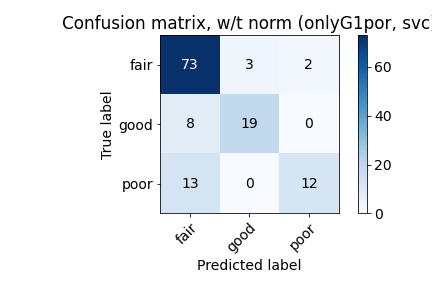 Confusion matrix, w/t norm (onlyG1por, svc)
True label
fair
good
poor
73 3 2
8 19 0
13 0 12
fair good poor
Predicted label
60
40
20
0